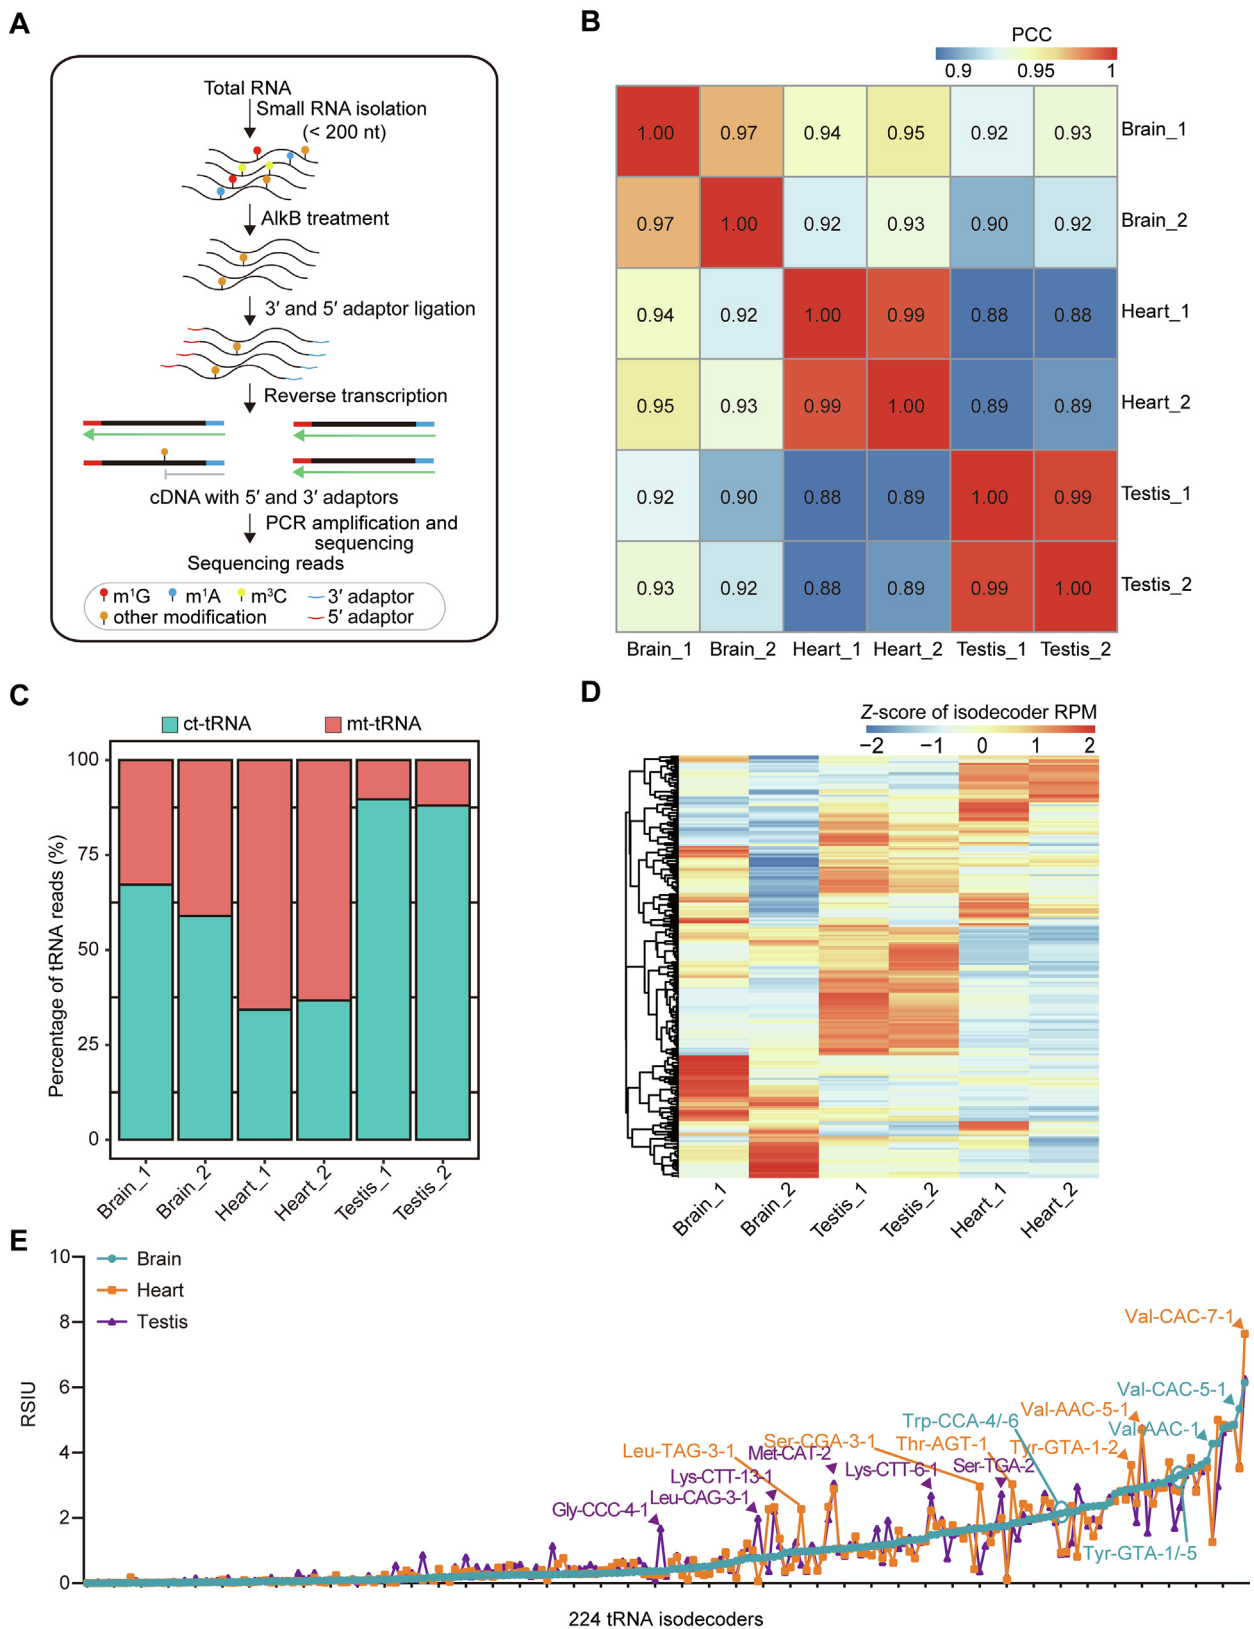 A
Total RNA
Small RNA isolation
(< 200 nt)
AlkB treatment
3′ and 5′ adaptor ligation
Reverse transcription
cDNA with 5′ and 3′ adaptors
PCR amplification and
sequencing
Sequencing reads
m¹G m¹A m³C 3′ adaptor
other modification 5′ adaptor
B
PCC
0.9 0.95 1
1.00 0.97 0.94 0.95 0.92 0.93 Brain_1
0.97 1.00 0.92 0.93 0.90 0.92 Brain_2
0.94 0.92 1.00 0.99 0.88 0.88 Heart_1
0.95 0.93 0.99 1.00 0.89 0.89 Heart_2
0.92 0.90 0.88 0.89 1.00 0.99 Testis_1
0.93 0.92 0.88 0.89 0.99 1.00 Testis_2
Brain_1 Brain_2 Heart_1 Heart_2 Testis_1 Testis_2
C
ct-tRNA mt-tRNA
Percentage of tRNA reads (%)
100
75
50
25
0
Brain_1 Brain_2 Heart_1 Heart_2 Testis_1 Testis_2
D
Z-score of isodecoder RPM
−2 −1 0 1 2
Brain_1 Brain_2 Testis_1 Testis_2 Heart_1 Heart_2
E
Brain
Heart
Testis
RSIU
10
8
6
4
2
0
Gly-CCC-4-1
Leu-TAG-3-1
Lys-CTT-13-1
Leu-CAG-3-1
Ser-CGA-3-1
Met-CAT-2
Lys-CTT-6-1
Trp-CCA-4/-6
Thr-AGT-1
Ser-TGA-2
Tyr-GTA-1-2
Val-AAC-5-1
Val-AAC-1
Val-CAC-5-1
Val-CAC-7-1
Tyr-GTA-1/-5
224 tRNA isodecoders